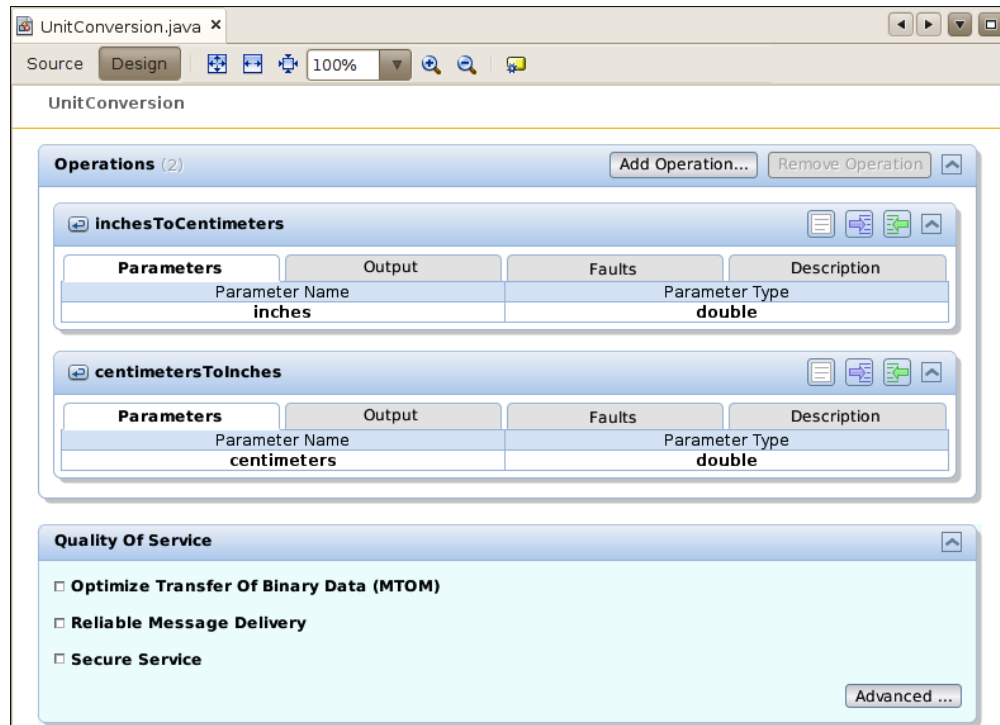 UnitConversion.java
Source Design 100%
UnitConversion
Operations (2) Add Operation... Remove Operation
inchesToCentimeters
Parameters Output Faults Description
Parameter Name Parameter Type
inches double
centimetersToInches
Parameters Output Faults Description
Parameter Name Parameter Type
centimeters double
Quality Of Service
Optimize Transfer Of Binary Data (MTOM)
Reliable Message Delivery
Secure Service
Advanced ...